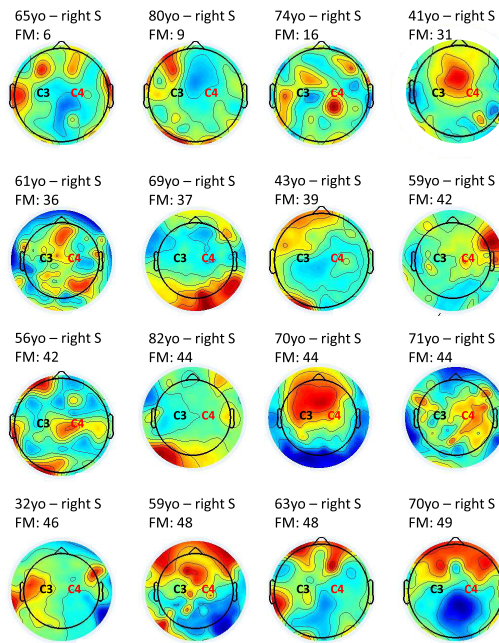 65yo – right S
FM: 6
80yo – right S
FM: 9
74yo – right S
FM: 16
41yo – right S
FM: 31
C3 C4
C3 C4
C3 C4
C3 C4
61yo – right S
FM: 36
69yo – right S
FM: 37
43yo – right S
FM: 39
59yo – right S
FM: 42
C3 C4
C3 C4
C3 C4
C3 C4
56yo – right S
FM: 42
82yo – right S
FM: 44
70yo – right S
FM: 44
71yo – right S
FM: 44
C3 C4
C3 C4
C3 C4
C3 C4
32yo – right S
FM: 46
59yo – right S
FM: 48
63yo – right S
FM: 48
70yo – right S
FM: 49
C3 C4
C3 C4
C3 C4
C3 C4